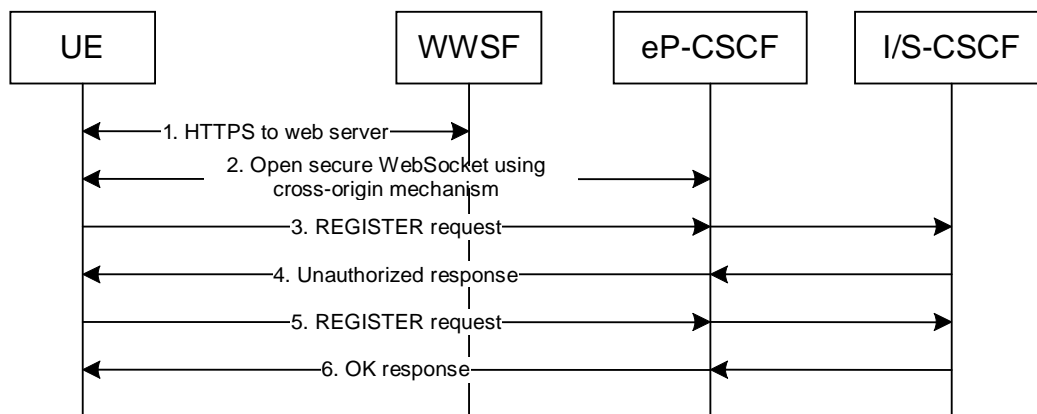 UE
WWSF
eP-CSCF
I/S-CSCF
1. HTTPS to web server
2. Open secure WebSocket using
cross-origin mechanism
3. REGISTER request
4. Unauthorized response
5. REGISTER request
6. OK response